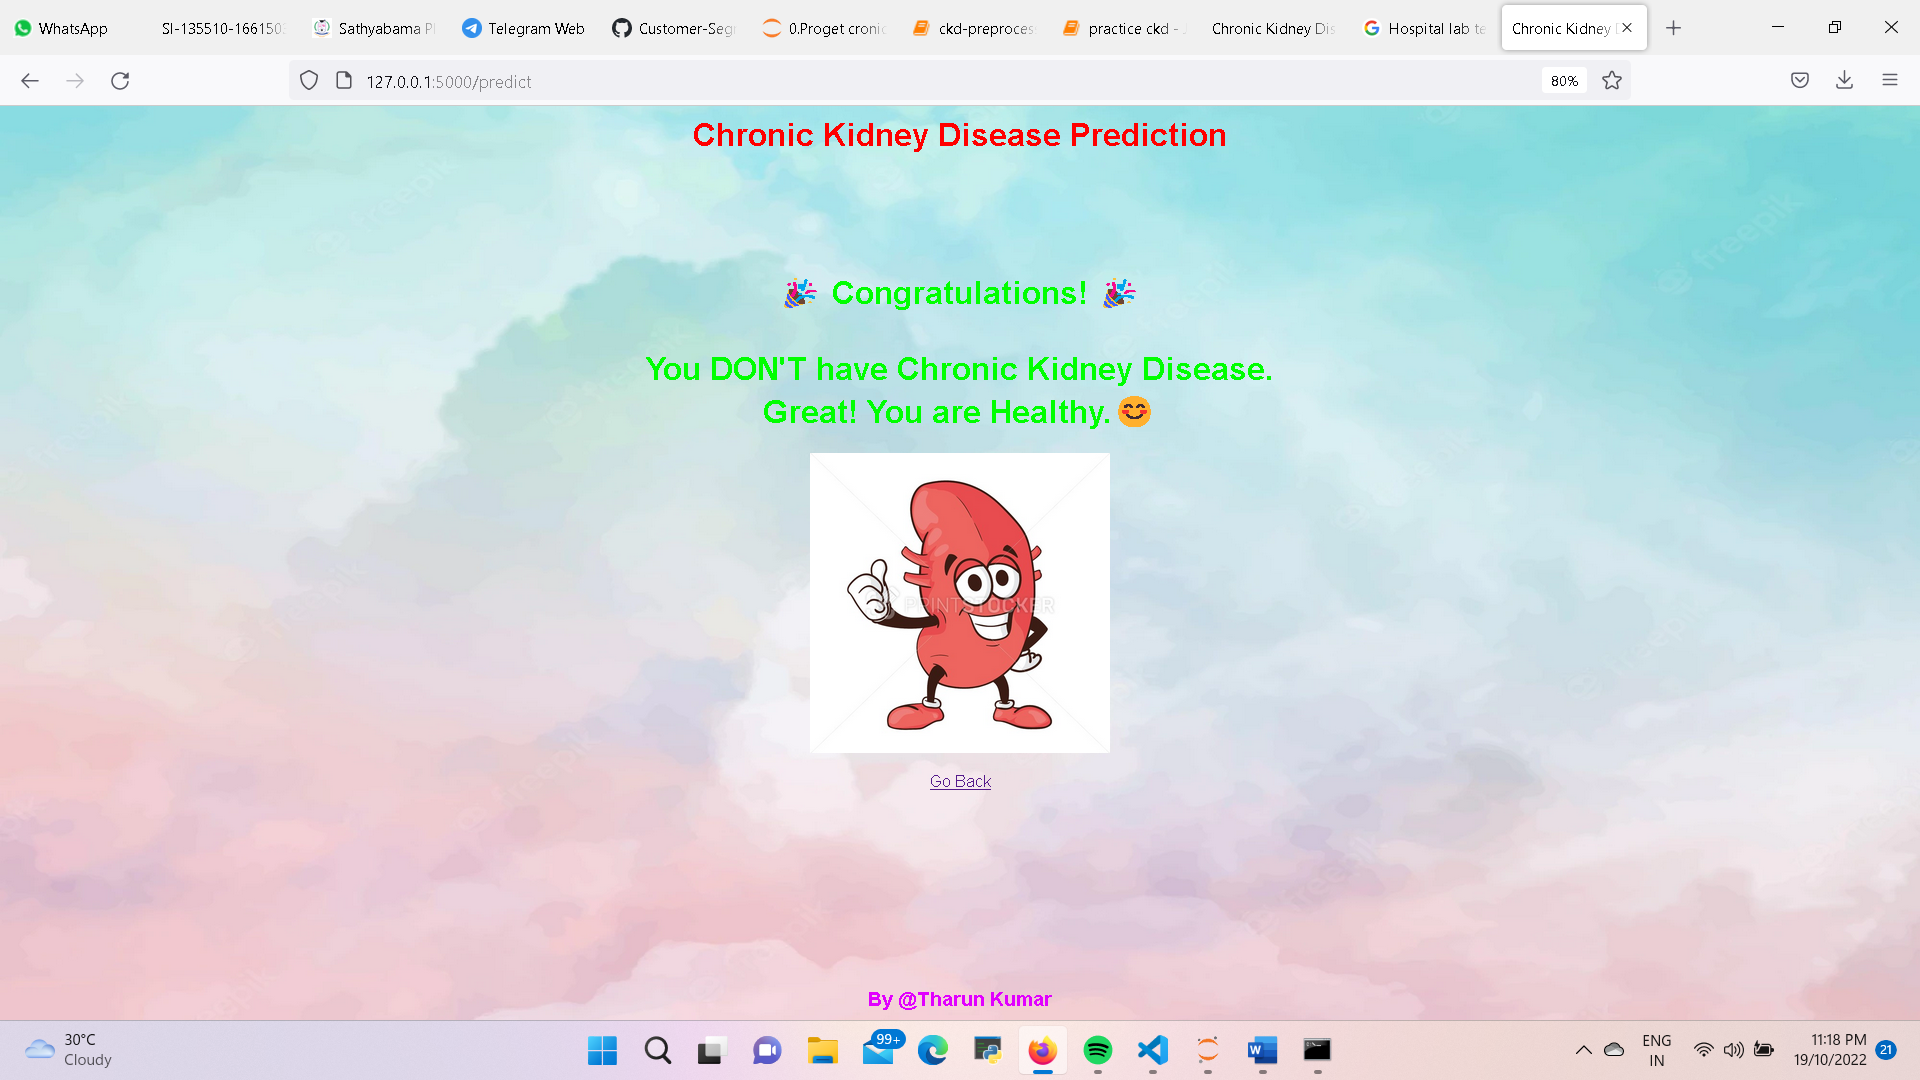 WhatsApp
SI-135510-166150
Sathyabama P
Telegram Web
Customer-Seg
0.Proget cronic
ckd-preproces
practice ckd -
Chronic Kidney Dis
Hospital lab te
Chronic Kidney
127.0.0.1:5000/predict
80%
Chronic Kidney Disease Prediction
🎉 Congratulations! 🎉
You DON'T have Chronic Kidney Disease.
Great! You are Healthy.😊
PRINTSTOCKER
Go Back
By @Tharun Kumar
30°C
Cloudy
99+
ENG
IN
11:18 PM
19/10/2022
21
freepik